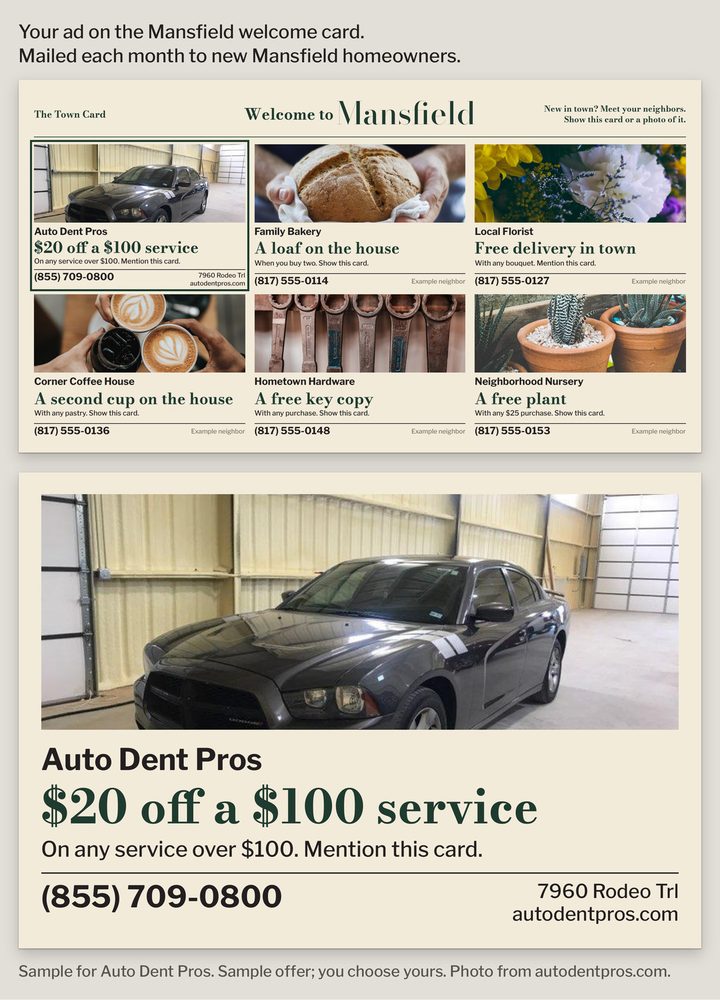 Your ad on the Mansfield welcome card.
Mailed each month to new Mansfield homeowners.
The Town Card
Welcome to Mansfield
New in town? Meet your neighbors.
Show this card or a photo of it.
Auto Dent Pros
$20 off a $100 service
On any service over $100. Mention this card.
(855) 709-0800
7960 Rodeo Trl
autodentpros.com
Family Bakery
A loaf on the house
When you buy two. Show this card.
(817) 555-0114
Example neighbor
Local Florist
Free delivery in town
With any bouquet. Mention this card.
(817) 555-0127
Example neighbor
Corner Coffee House
A second cup on the house
With any pastry. Show this card.
(817) 555-0136
Example neighbor
Hometown Hardware
A free key copy
With any purchase. Show this card.
(817) 555-0148
Example neighbor
Neighborhood Nursery
A free plant
With any $25 purchase. Show this card.
(817) 555-0153
Example neighbor
Auto Dent Pros
$20 off a $100 service
On any service over $100. Mention this card.
(855) 709-0800
7960 Rodeo Trl
autodentpros.com
Sample for Auto Dent Pros. Sample offer; you choose yours. Photo from autodentpros.com.